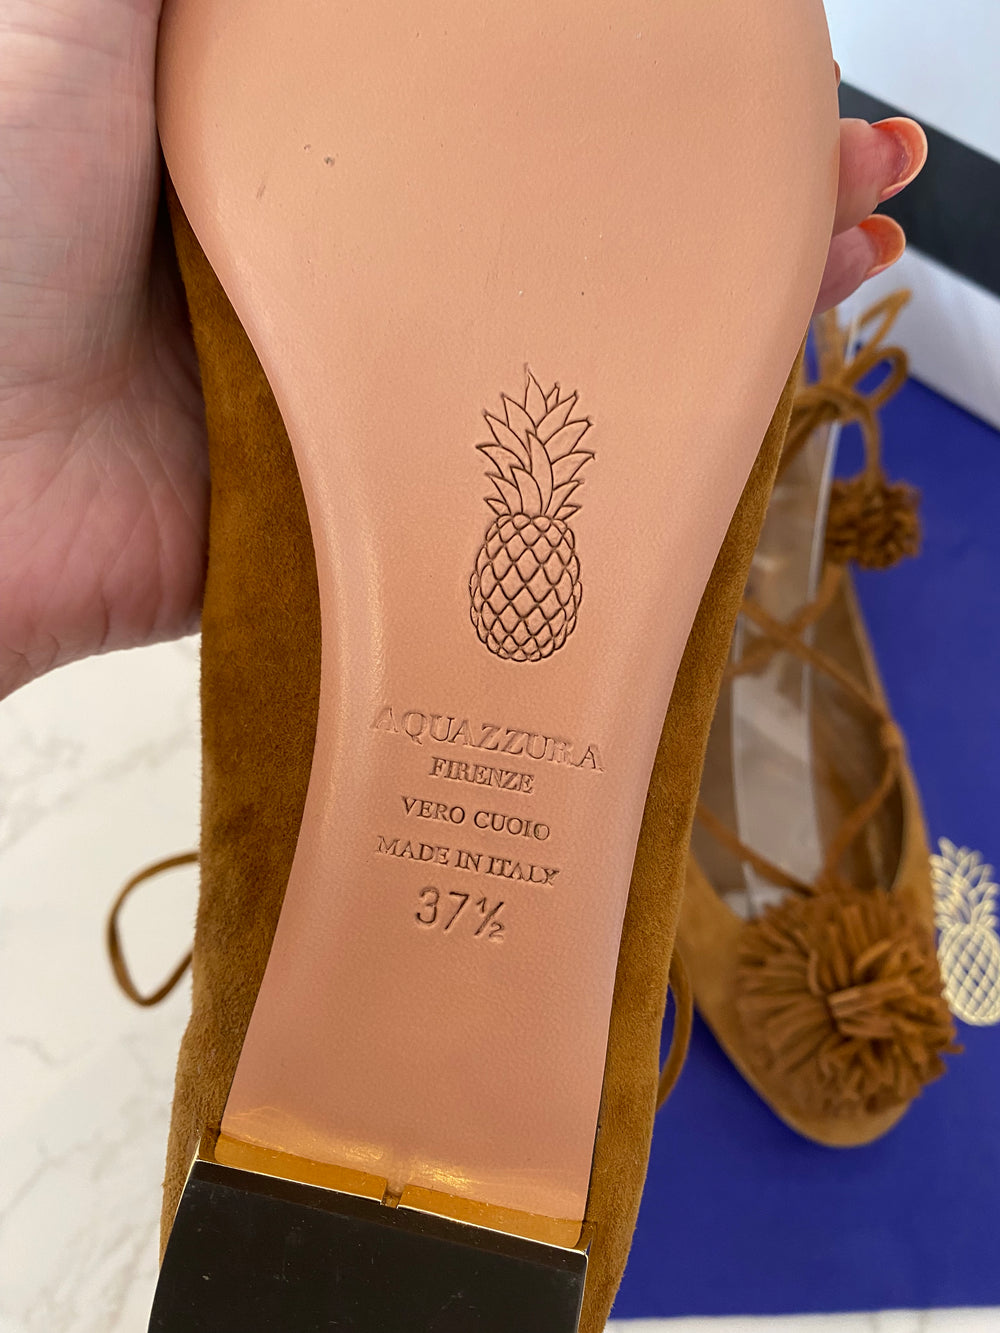 AQUAZZURA
FIRENZE
VERO CUOIO
MADE IN ITALY
37½